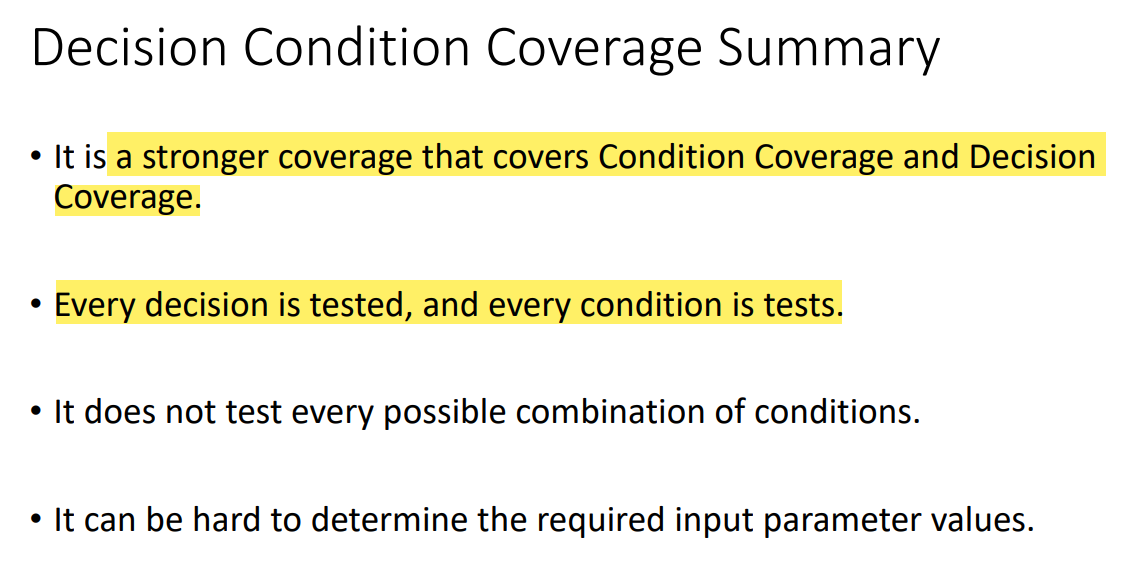 Decision Condition Coverage Summary
• It is a stronger coverage that covers Condition Coverage and Decision
Coverage.
• Every decision is tested, and every condition is tests.
• It does not test every possible combination of conditions.
• It can be hard to determine the required input parameter values.